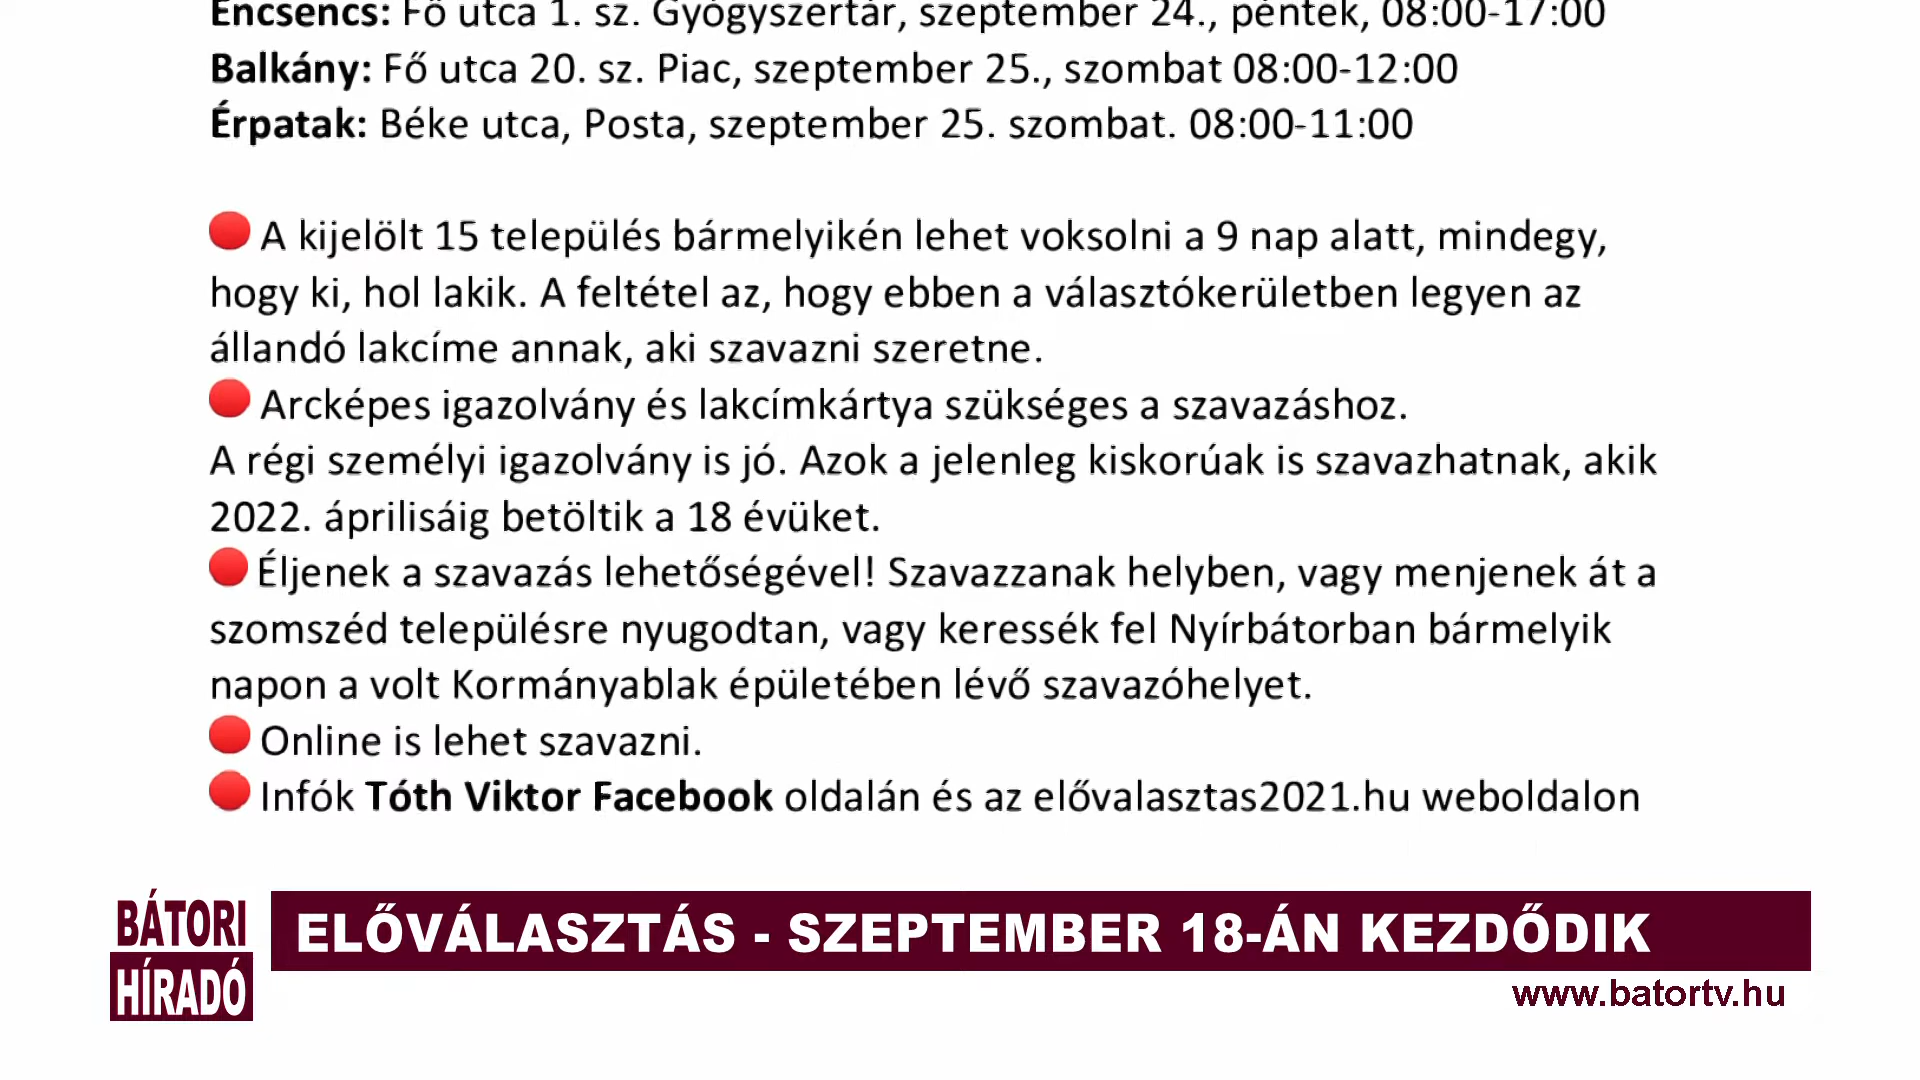 Encsencs: Fő utca 1. sz. Gyógyszertár, szeptember 24., péntek, 08:00-17:00
Balkány: Fő utca 20. sz. Piac, szeptember 25., szombat 08:00-12:00
Érpatak: Béke utca, Posta, szeptember 25. szombat. 08:00-11:00
A kijelölt 15 település bármelyikén lehet voksolni a 9 nap alatt, mindegy,
hogy ki, hol lakik. A feltétel az, hogy ebben a választókerületben legyen az
állandó lakcíme annak, aki szavazni szeretne.
Arcképes igazolvány és lakcímkártya szükséges a szavazáshoz.
A régi személyi igazolvány is jó. Azok a jelenleg kiskorúak is szavazhatnak, akik
2022. áprilisáig betöltik a 18 évüket.
Éljenek a szavazás lehetőségével! Szavazzanak helyben, vagy menjenek át a
szomszéd településre nyugodtan, vagy keressék fel Nyírbátorban bármelyik
napon a volt Kormányablak épületében lévő szavazóhelyet.
Online is lehet szavazni.
Infók Tóth Viktor Facebook oldalán és az elővalasztas2021.hu weboldalon
BÁTORI
HÍRADÓ
ELŐVÁLASZTÁS - SZEPTEMBER 18-ÁN KEZDŐDIK
www.batortv.hu